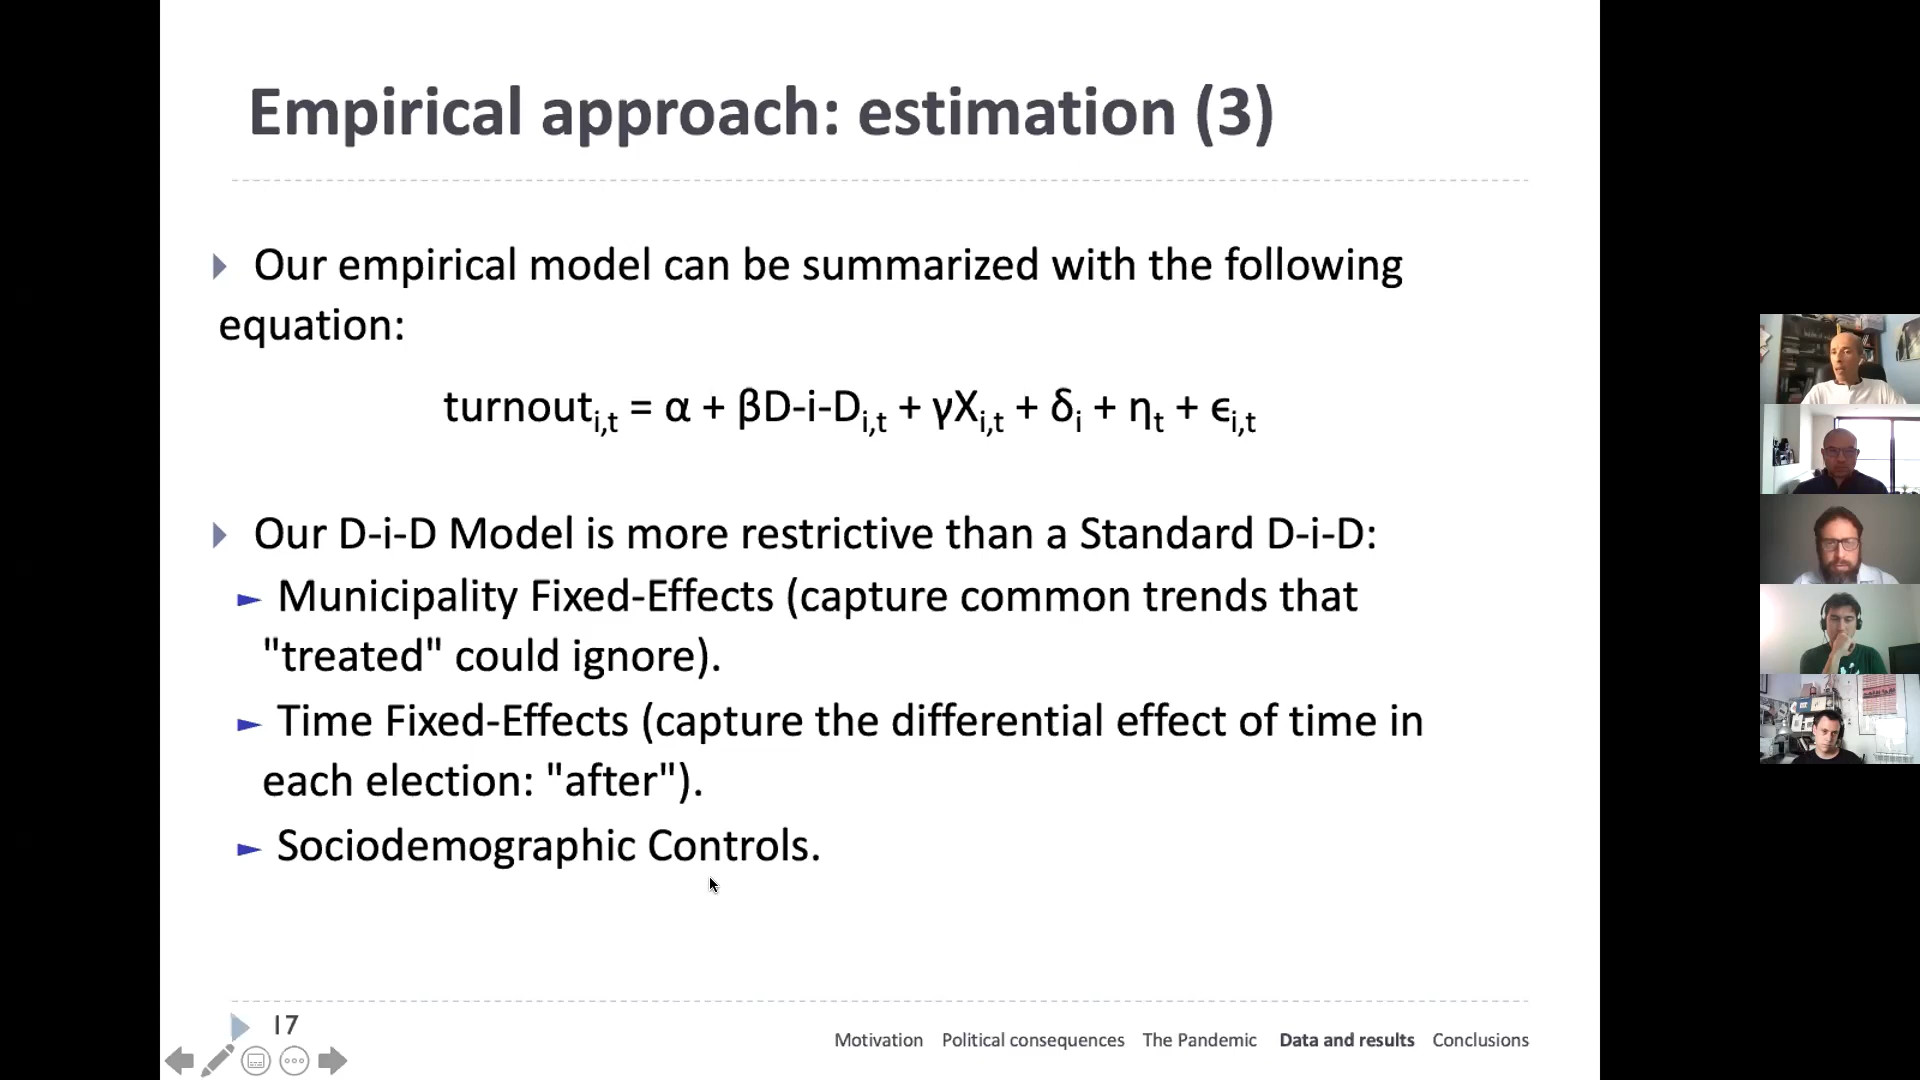 Empirical approach: estimation (3)
Our empirical model can be summarized with the following
equation:
turnout_{i,t} = α + βD-i-D_{i,t} + γX_{i,t} + δ_i + η_t + ϵ_{i,t}
Our D-i-D Model is more restrictive than a Standard D-i-D:
Municipality Fixed-Effects (capture common trends that
"treated" could ignore).
Time Fixed-Effects (capture the differential effect of time in
each election: "after").
Sociodemographic Controls.
17
Motivation Political consequences The Pandemic Data and results Conclusions